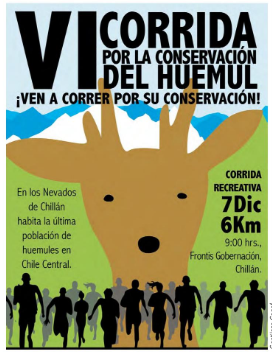 VI CORRIDA
POR LA CONSERVACIÓN
DEL HUEMUL
¡VEN A CORRER POR SU CONSERVACIÓN!
En los Nevados
de Chillán
habita la última
población de
huemules en
Chile Central.
CORRIDA
RECREATIVA
7Dic
6Km
9:00 hrs.,
Frontis Gobernación,
Chillán.